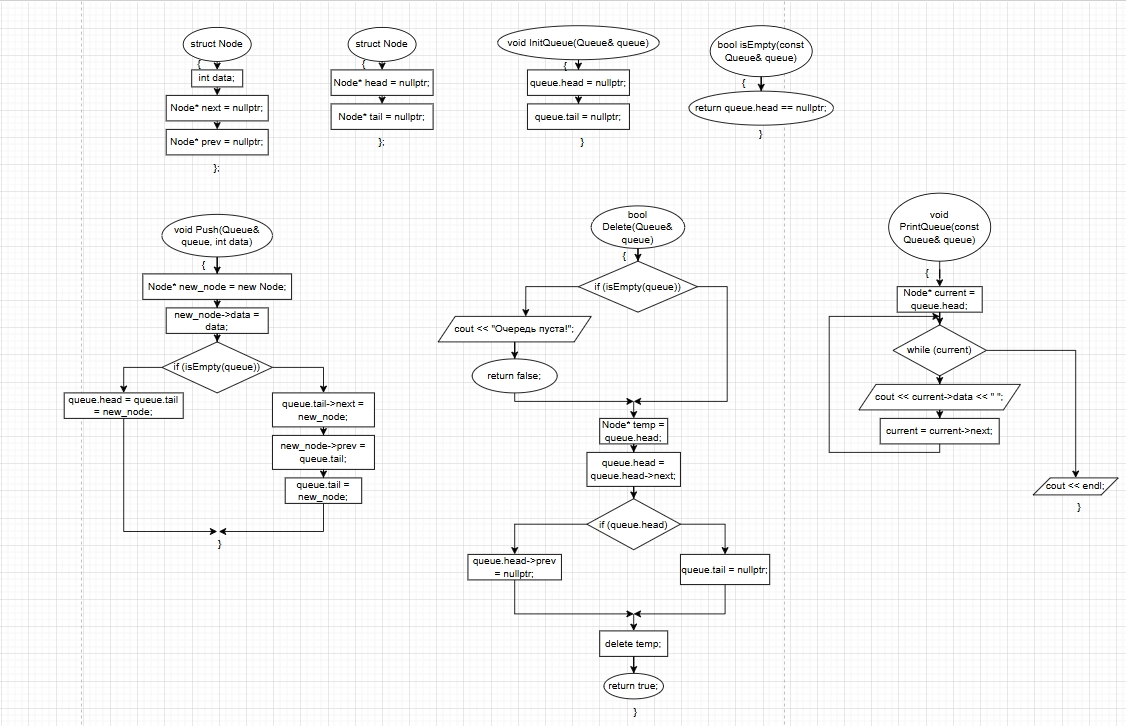 struct Node
{
int data;
Node* next = nullptr;
Node* prev = nullptr;
};
struct Node
Node* head = nullptr;
Node* tail = nullptr;
};
void InitQueue(Queue& queue)
{
queue.head = nullptr;
queue.tail = nullptr;
}
bool isEmpty(const
Queue& queue)
{
return queue.head == nullptr;
}
void Push(Queue&
queue, int data)
{
Node* new_node = new Node;
new_node->data =
data;
if (isEmpty(queue))
queue.head = queue.tail
= new_node;
queue.tail->next =
new_node;
new_node->prev =
queue.tail;
queue.tail =
new_node;
}
bool
Delete(Queue&
queue)
{
if (isEmpty(queue))
cout << "Очередь пуста!";
return false;
Node* temp =
queue.head;
queue.head =
queue.head->next;
if (queue.head)
queue.head->prev
= nullptr;
queue.tail = nullptr;
delete temp;
return true;
}
void
PrintQueue(const
Queue& queue)
{
Node* current =
queue.head;
while (current)
cout << current->data << " ";
current = current->next;
cout << endl;
}